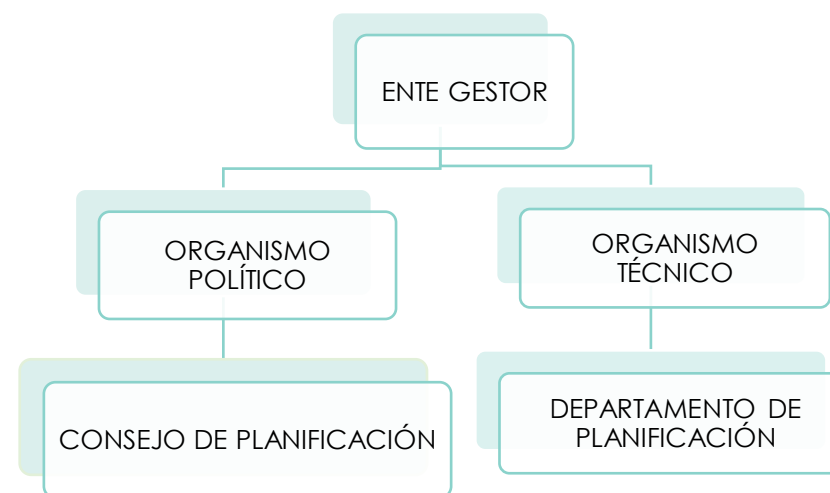 ENTE GESTOR
ORGANISMO
POLÍTICO
ORGANISMO
TÉCNICO
CONSEJO DE PLANIFICACIÓN
DEPARTAMENTO DE
PLANIFICACIÓN